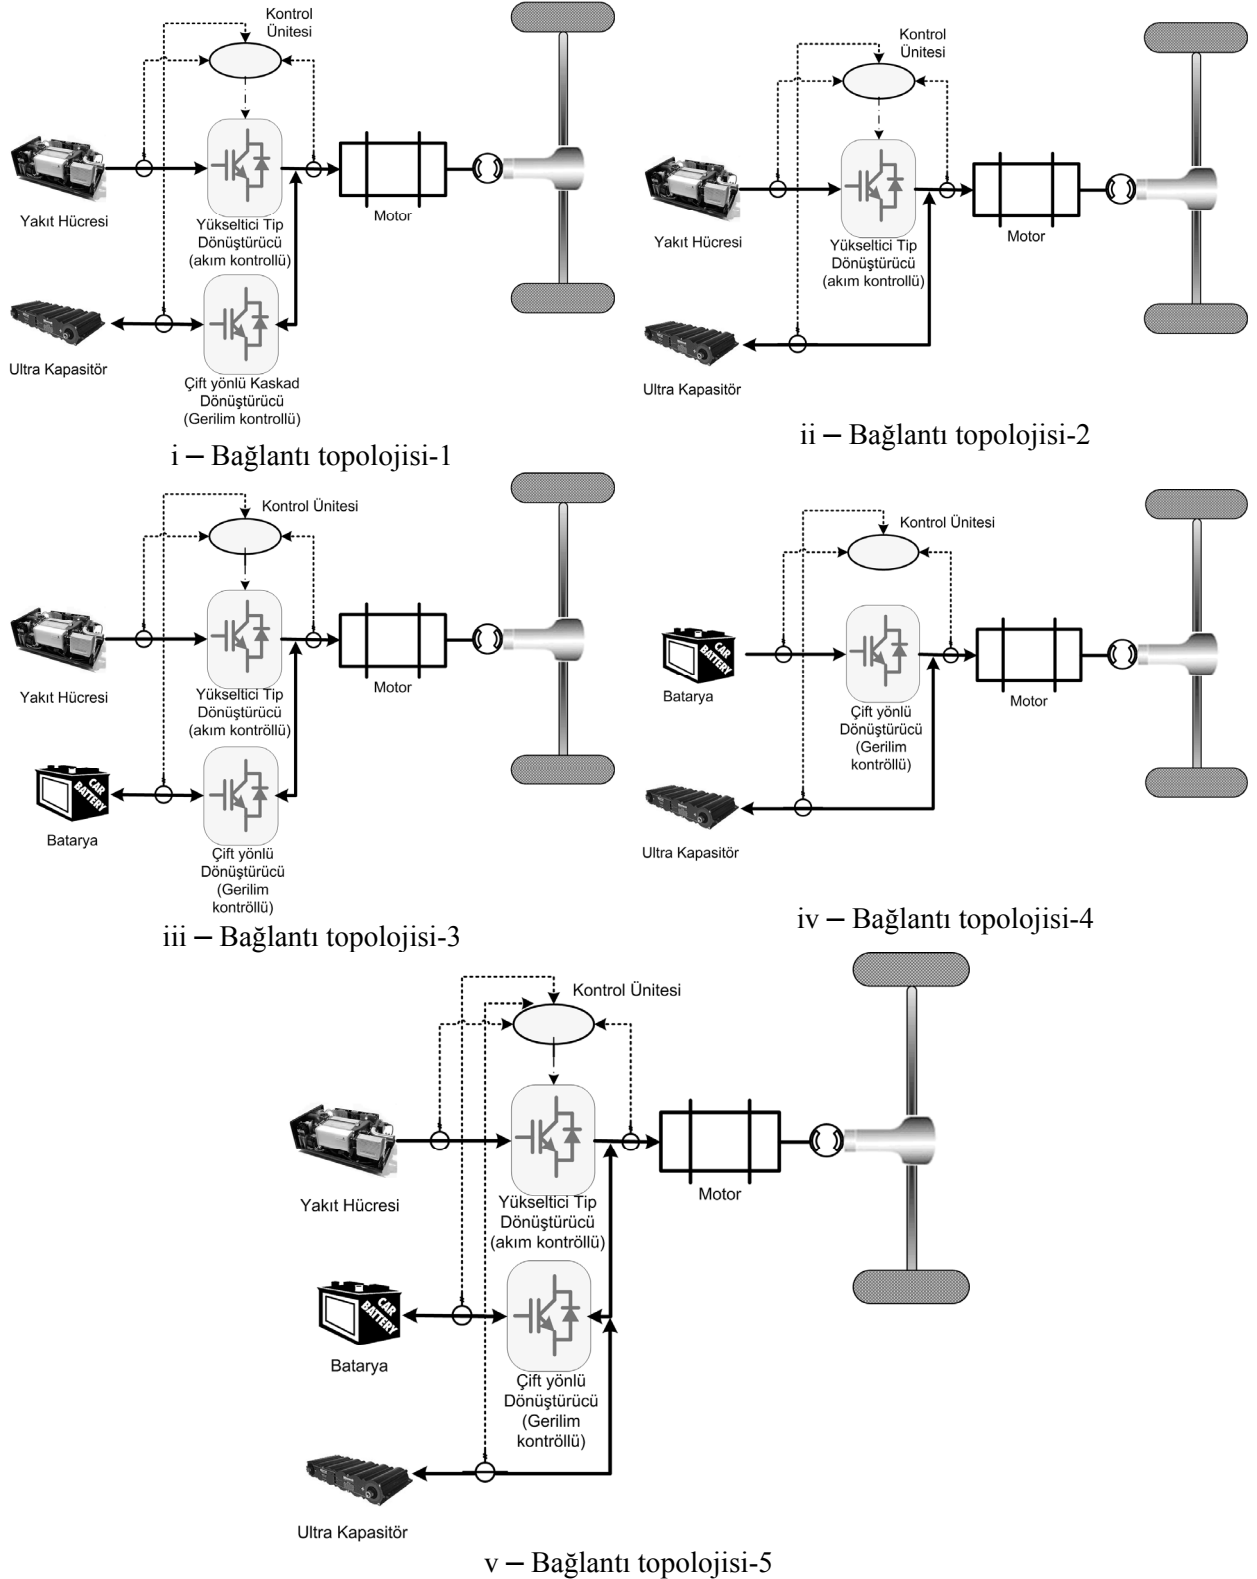 Kontrol
Ünitesi
Yakıt Hücresi
Yükseltici Tip
Dönüştürücü
(akım kontrollü)
Motor
Ultra Kapasitör
Çift yönlü Kaskad
Dönüştürücü
(Gerilim kontrollü)
i – Bağlantı topolojisi-1
Kontrol
Ünitesi
Yakıt Hücresi
Yükseltici Tip
Dönüştürücü
(akım kontrollü)
Motor
Ultra Kapasitör
ii – Bağlantı topolojisi-2
Kontrol Ünitesi
Yakıt Hücresi
Yükseltici Tip
Dönüştürücü
(akım kontröllü)
Motor
CAR
BATTERY
Batarya
Çift yönlü
Dönüştürücü
(Gerilim
kontröllü)
iii – Bağlantı topolojisi-3
Kontrol Ünitesi
CAR
BATTERY
Batarya
Çift yönlü
Dönüştürücü
(Gerilim
kontröllü)
Motor
Ultra Kapasitör
iv – Bağlantı topolojisi-4
Kontrol Ünitesi
Yakıt Hücresi
Yükseltici Tip
Dönüştürücü
(akım kontröllü)
Motor
CAR
BATTERY
Batarya
Çift yönlü
Dönüştürücü
(Gerilim
kontröllü)
Ultra Kapasitör
v – Bağlantı topolojisi-5